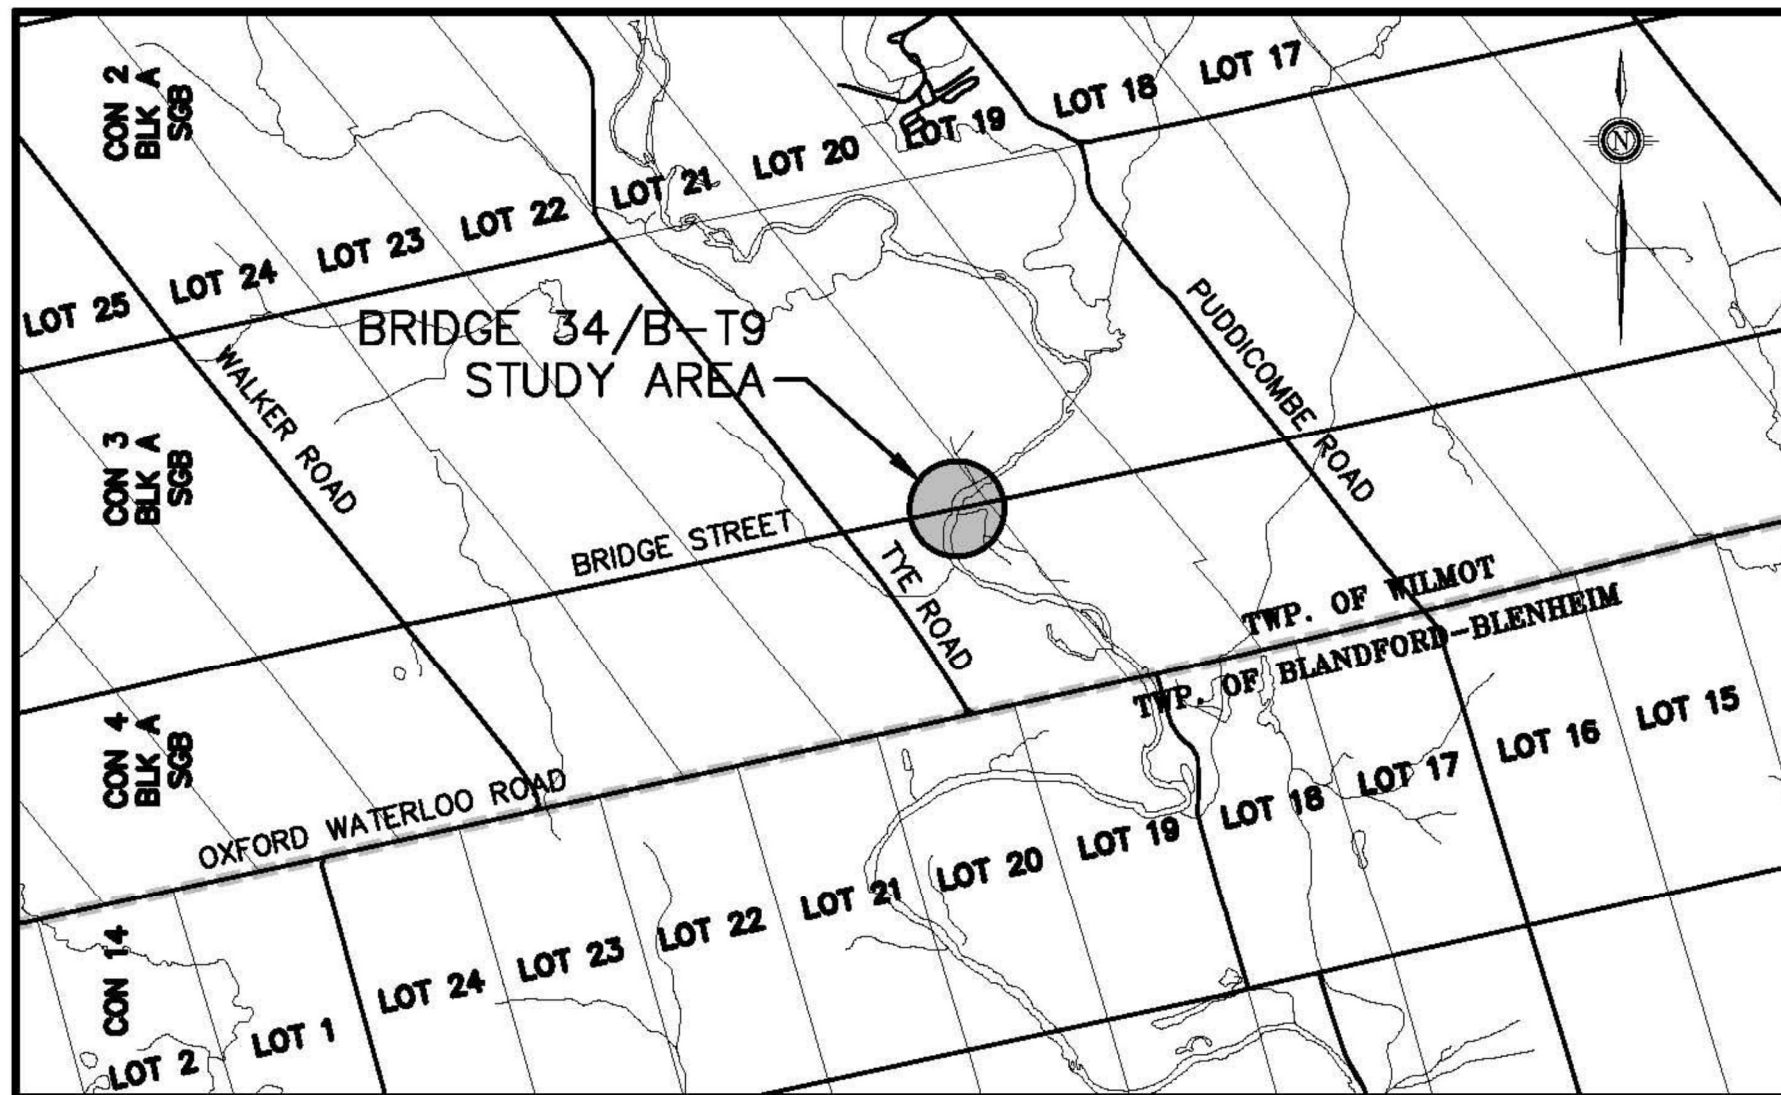 CON 2
BLK A
SGB
LOT 25
LOT 24
LOT 23
LOT 22
LOT 21
LOT 20
LOT 19
LOT 18
LOT 17
N
BRIDGE 34/B-T9
STUDY AREA
WALKER ROAD
PUDDICOMBE ROAD
CON 3
BLK A
SGB
BRIDGE STREET
TYE ROAD
TWP. OF WILMOT
TWP. OF BLANDFORD-BLENHEIM
CON 4
BLK A
SGB
OXFORD WATERLOO ROAD
CON 14
LOT 2
LOT 1
LOT 24
LOT 23
LOT 22
LOT 21
LOT 20
LOT 19
LOT 18
LOT 17
LOT 16
LOT 15